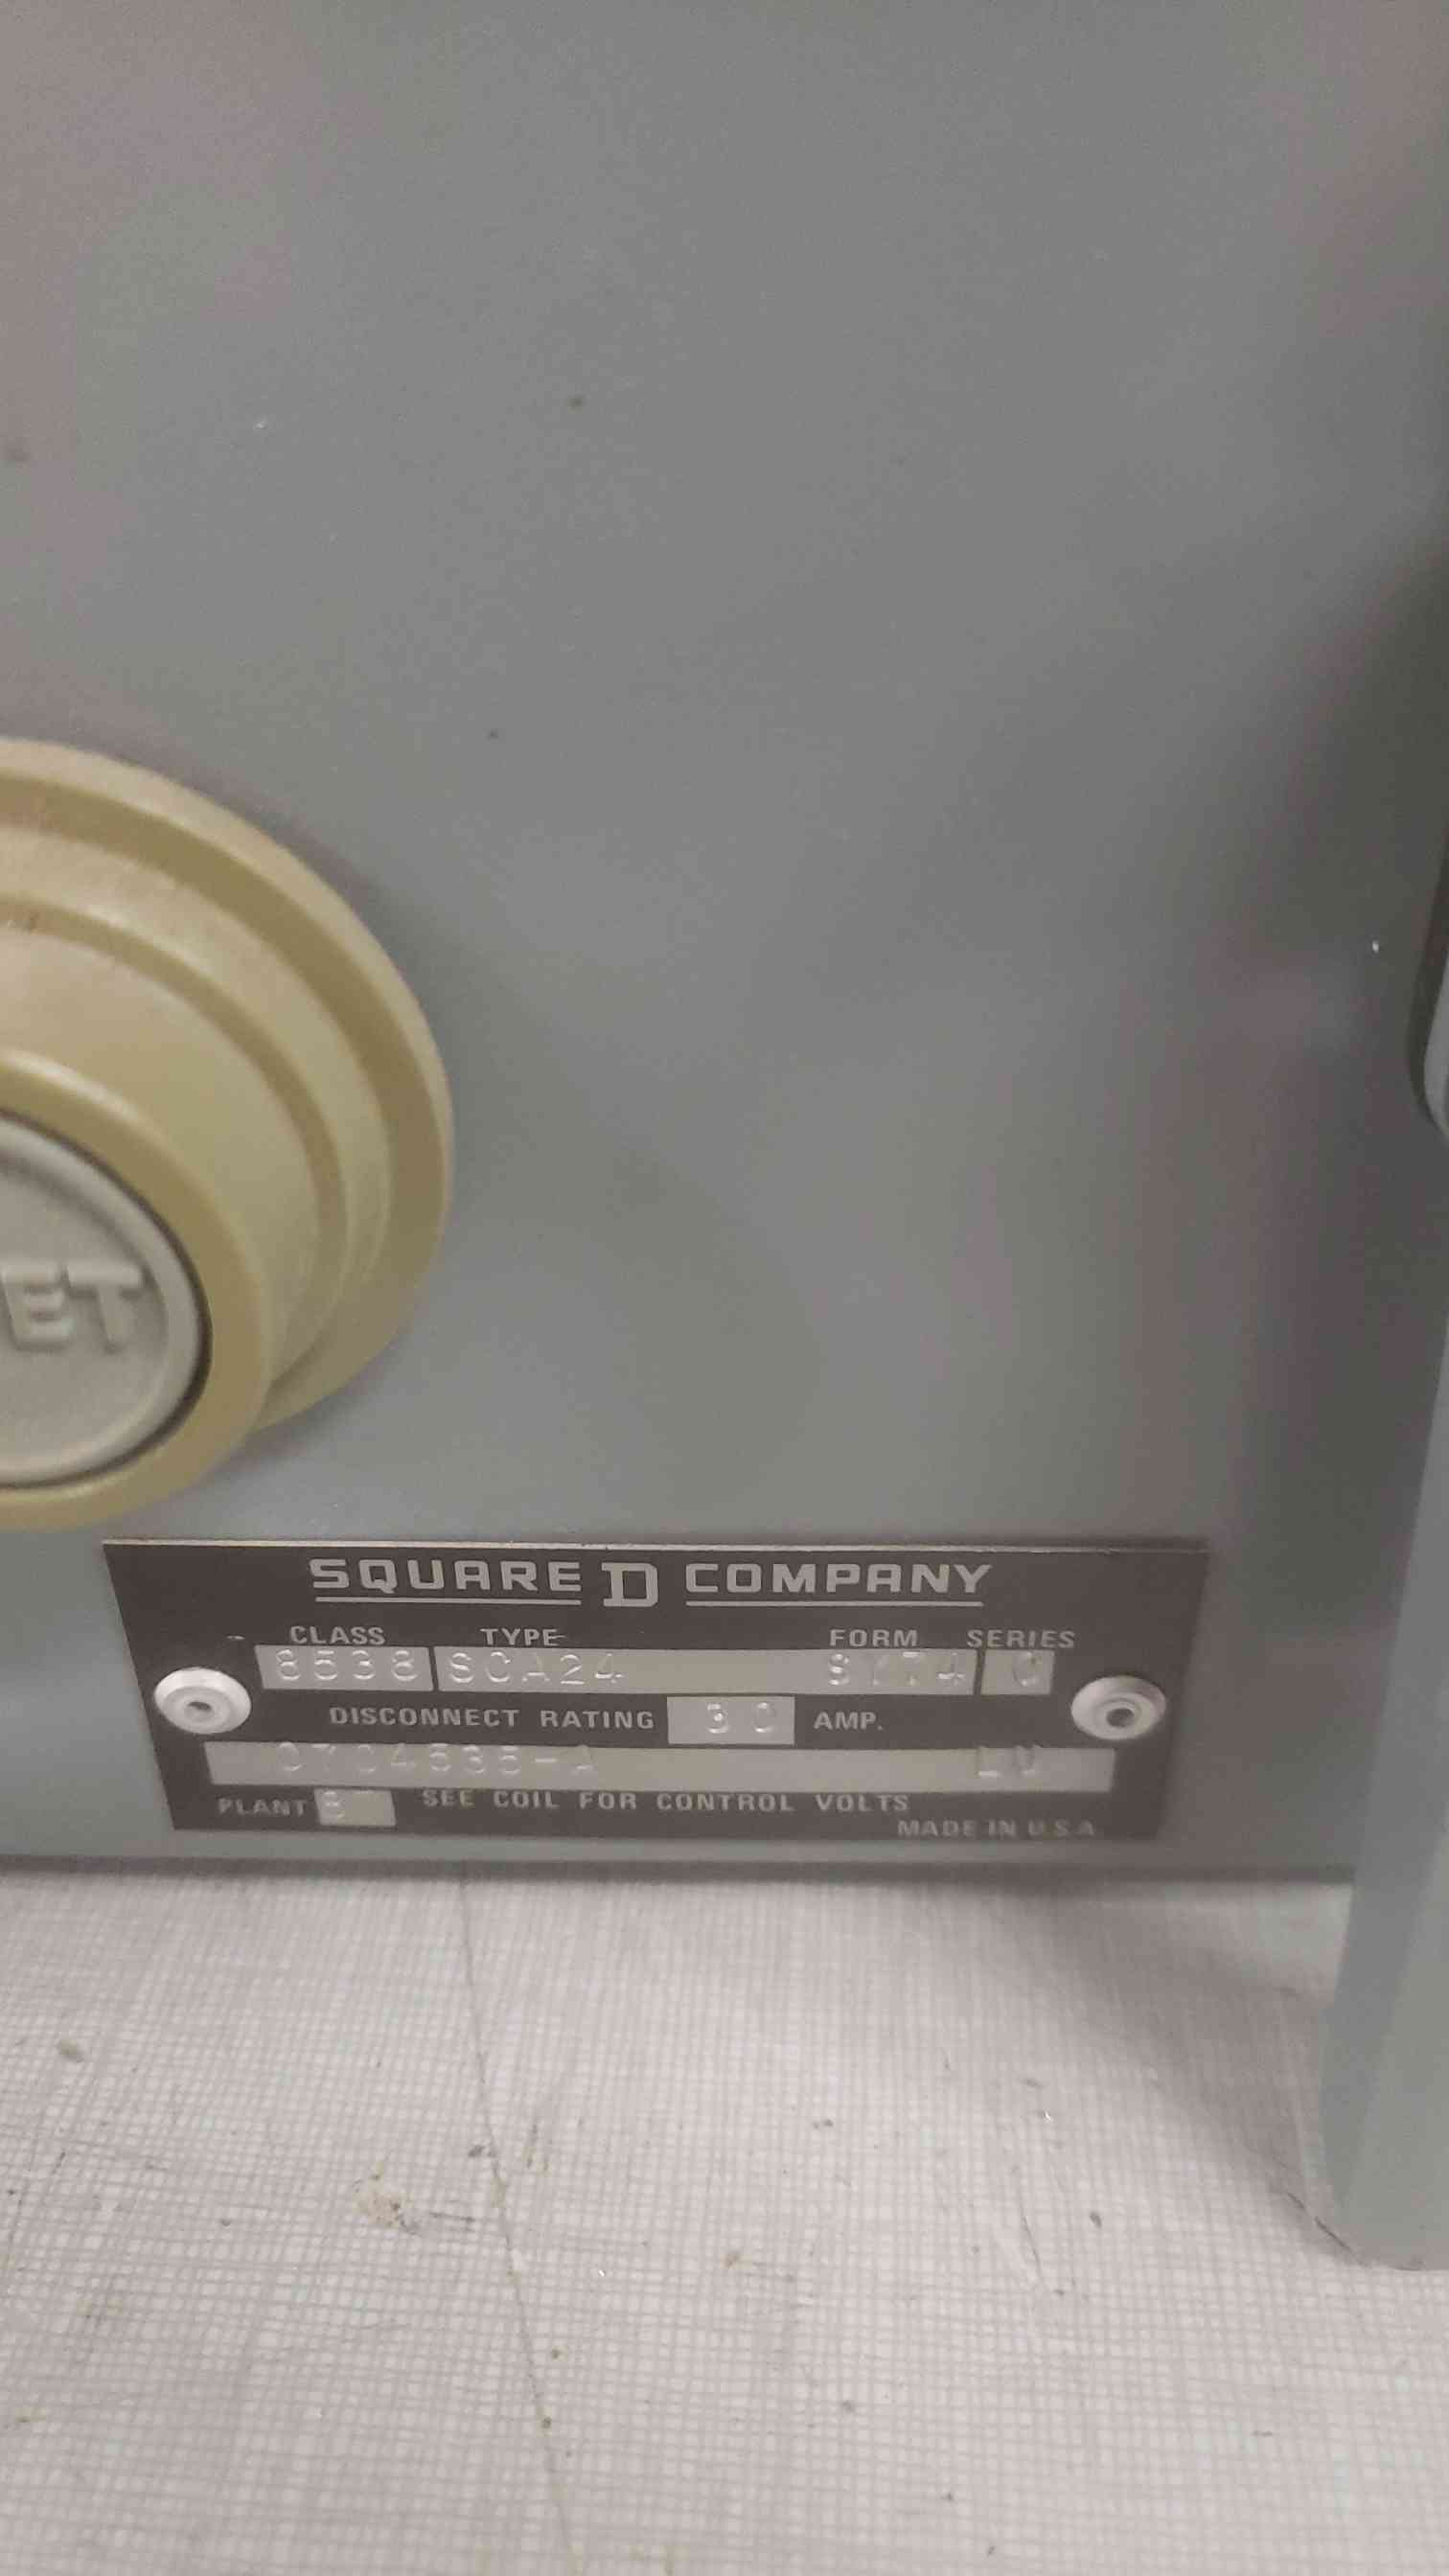 ET
SQUARE D COMPANY
CLASS TYPE FORM SERIES
8538 SCA24
DISCONNECT RATING 30 AMP.
PLANT SEE COIL FOR CONTROL VOLTS
MADE IN U.S.A.